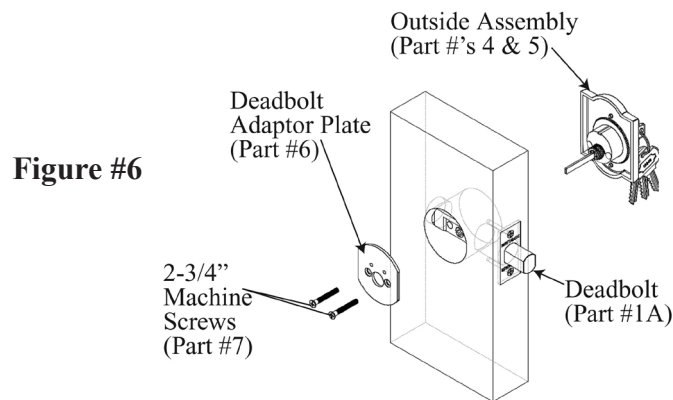 Outside Assembly
(Part #’s 4 & 5)
Deadbolt
Adaptor Plate
(Part #6)
Figure #6
2-3/4”
Machine
Screws
(Part #7)
Deadbolt
(Part #1A)